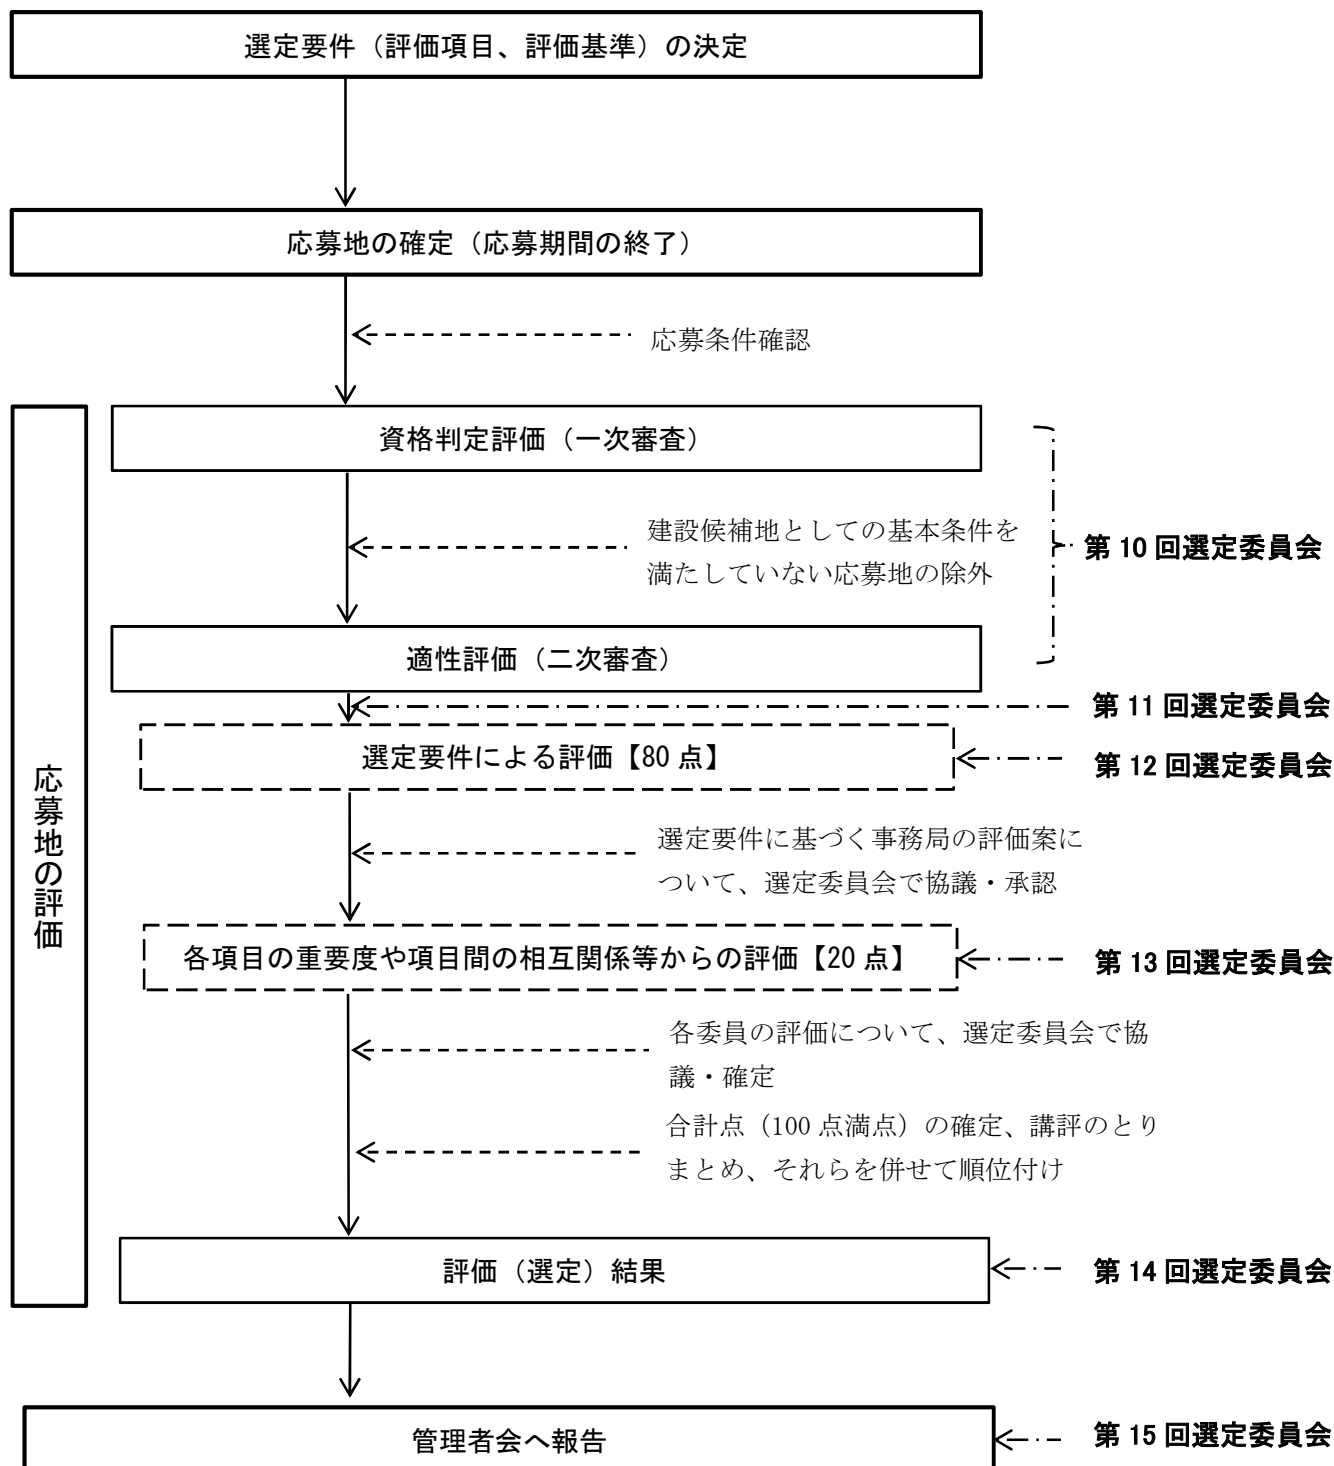 選定要件（評価項目、評価基準）の決定
応募地の確定（応募期間の終了）
応募条件確認
応募地の評価
資格判定評価（一次審査）
建設候補地としての基本条件を
満たしていない応募地の除外
第 10 回選定委員会
適性評価（二次審査）
第 11 回選定委員会
選定要件による評価【80 点】
第 12 回選定委員会
選定要件に基づく事務局の評価案に
ついて、選定委員会で協議・承認
各項目の重要度や項目間の相互関係等からの評価【20 点】
第 13 回選定委員会
各委員の評価について、選定委員会で協
議・確定
合計点（100 点満点）の確定、講評のとり
まとめ、それらを併せて順位付け
評価（選定）結果
第 14 回選定委員会
管理者会へ報告
第 15 回選定委員会